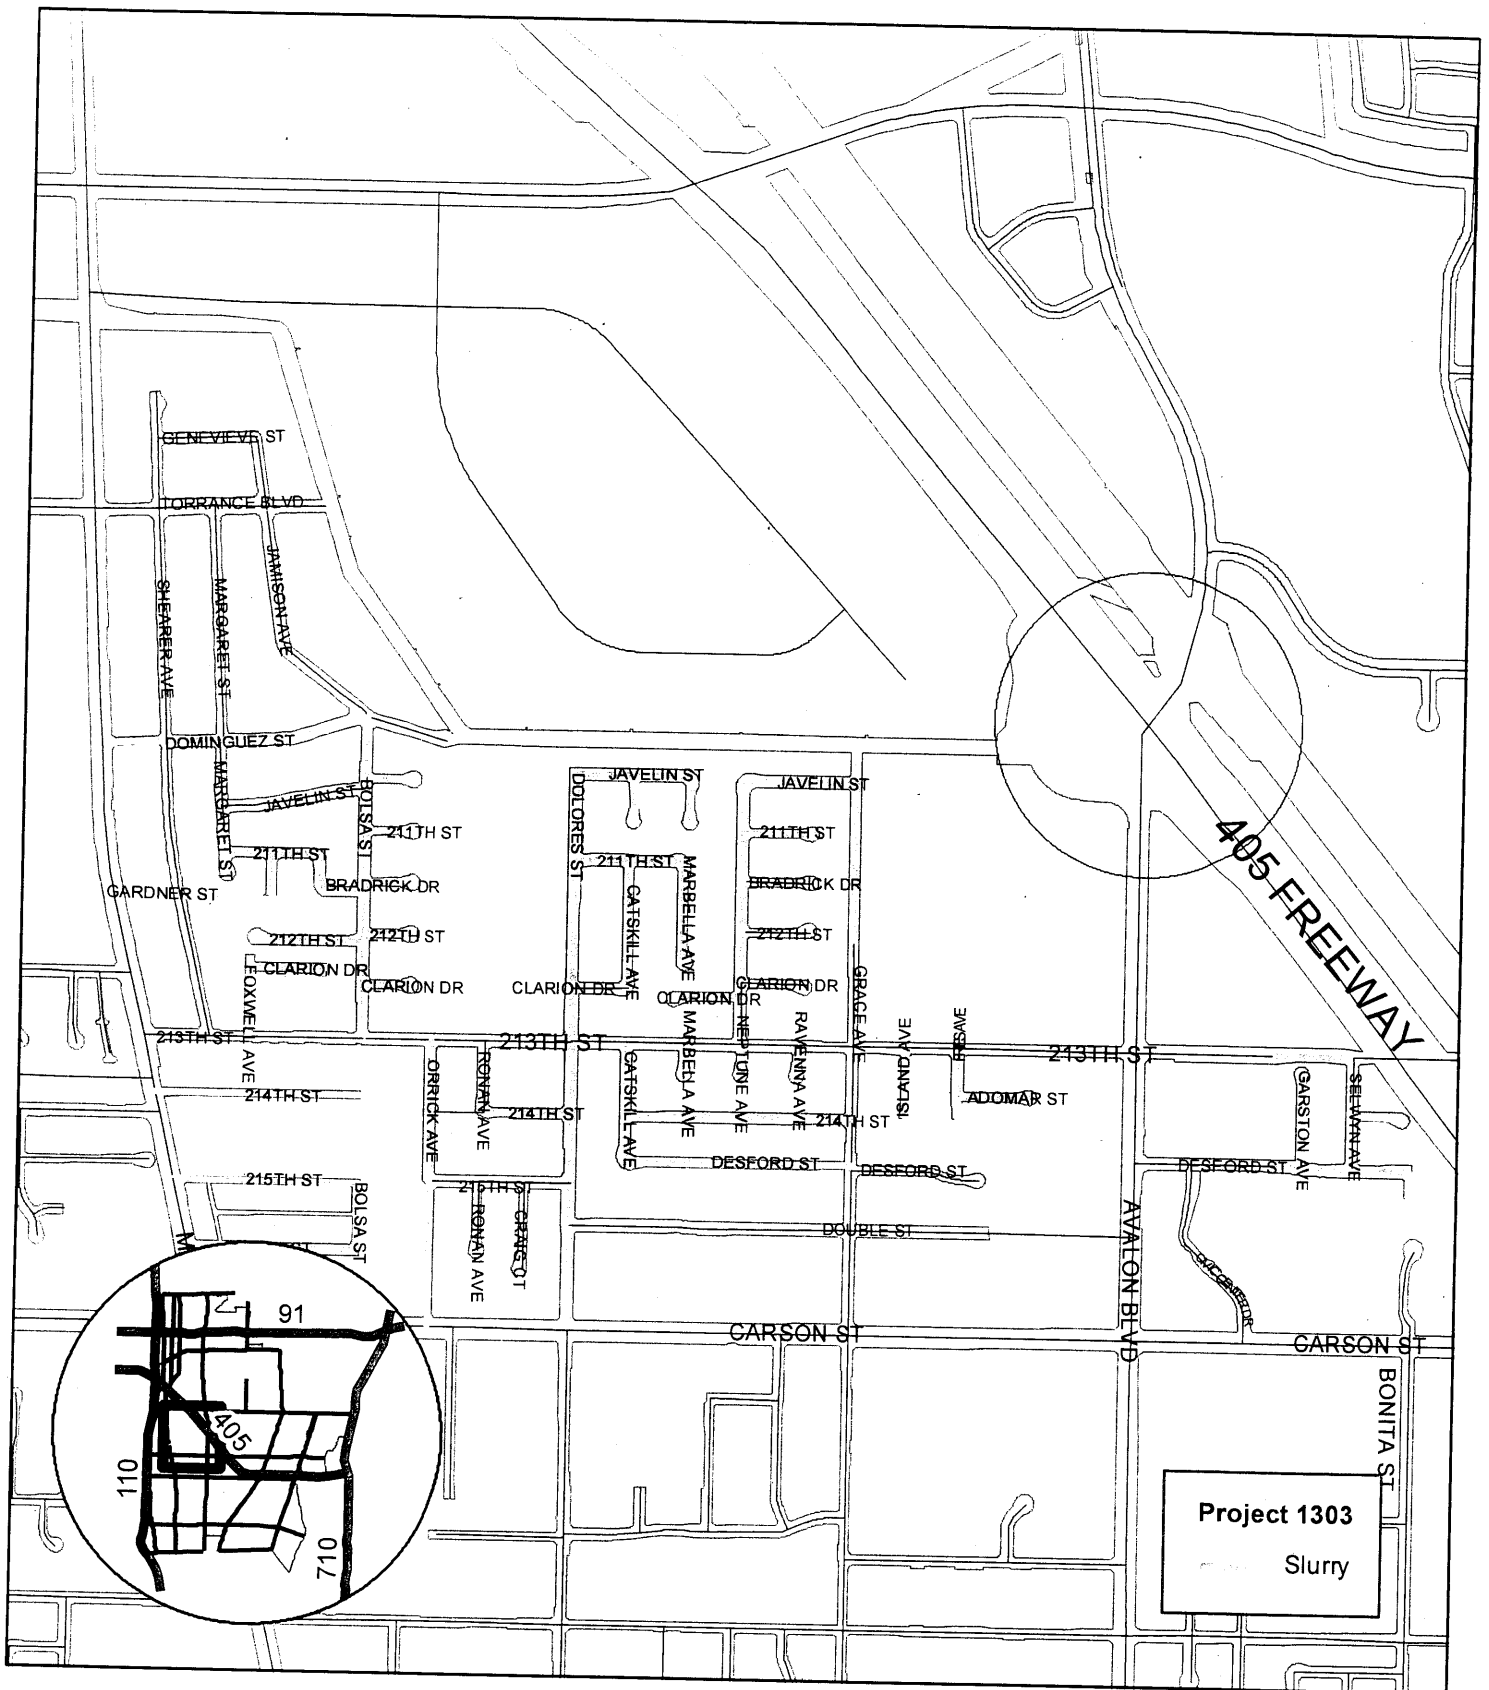 GENEVIEVE ST
TORRANCE BLVD
JAMISON AVE
SHEARER AVE
MARGARET ST
DOMINGUEZ ST
MARGARET ST
JAVELIN ST
BOLSA ST
211TH ST
211TH ST
GARDNER ST
BRADRICK DR
212TH ST
212TH ST
CLARION DR
CLARION DR
FOXWELL AVE
DOLORES ST
JAVELIN ST
JAVELIN ST
211TH ST
211TH ST
CATSKILL AVE
MARBELLA AVE
BRADRICK DR
212TH ST
CLARION DR
CLARION DR
CLARION DR
GRACE AVE
405 FREEWAY
213TH ST
213TH ST
213TH ST
ORRICK AVE
RONAN AVE
CATSKILL AVE
MARBELLA AVE
NEPTUNE AVE
RAVENNA AVE
ISLAND AVE
ADOMAR ST
GARSTON AVE
SELWYN AVE
214TH ST
214TH ST
214TH ST
DESFORD ST
DESFORD ST
DESFORD ST
215TH ST
215TH ST
BOLSA ST
RONAN AVE
CRAIG CT
DOUBLE ST
AVALON BLVD
CIVIC CENTER DR
CARSON ST
CARSON ST
BONITA ST
91
405
110
710
Project 1303
Slurry